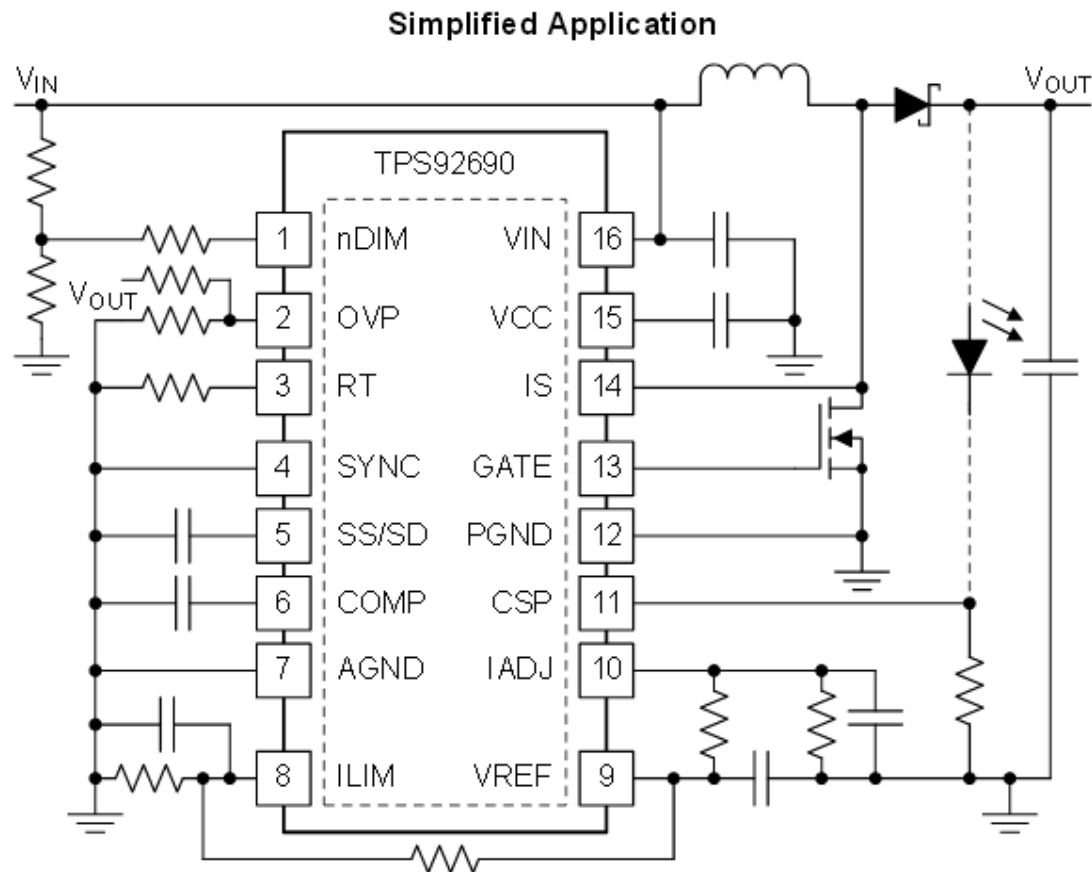 Simplified Application
VIN
VOUT
TPS92690
1 nDIM VIN 16
VOUT
2 OVP VCC 15
3 RT IS 14
4 SYNC GATE 13
5 SS/SD PGND 12
6 COMP CSP 11
7 AGND IADJ 10
8 ILIM VREF 9